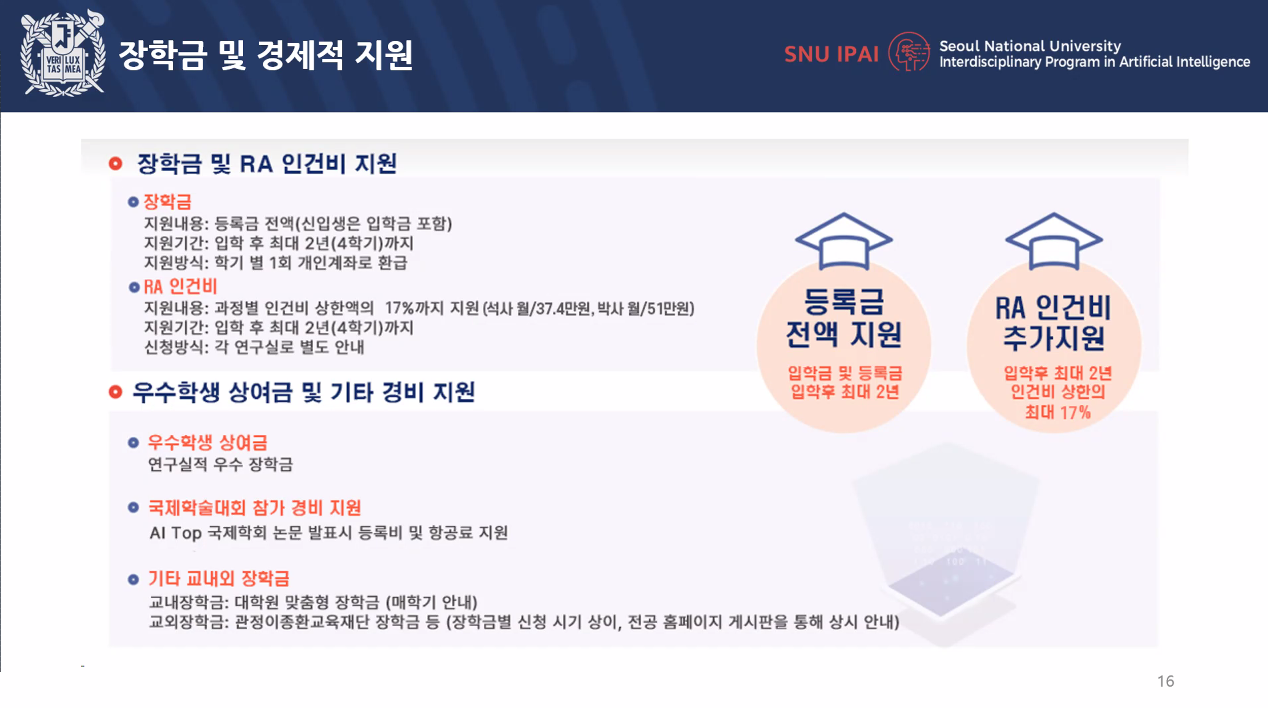 장학금 및 경제적 지원
VERI LUX
TAS MEA
SNU IPAI
Seoul National University
Interdisciplinary Program in Artificial Intelligence
장학금 및 RA 인건비 지원
장학금
지원내용: 등록금 전액(신입생은 입학금 포함)
지원기간: 입학 후 최대 2년(4학기)까지
지원방식: 학기 별 1회 개인계좌로 환급
RA 인건비
지원내용: 과정별 인건비 상한액의 17%까지 지원 (석사 월/37.4만원, 박사 월/51만원)
지원기간: 입학 후 최대 2년(4학기)까지
신청방식: 각 연구실로 별도 안내
등록금
전액 지원
입학금 및 등록금
입학후 최대 2년
RA 인건비
추가지원
입학후 최대 2년
인건비 상한의
최대 17%
우수학생 상여금 및 기타 경비 지원
우수학생 상여금
연구실적 우수 장학금
국제학술대회 참가 경비 지원
AI Top 국제학회 논문 발표시 등록비 및 항공료 지원
기타 교내외 장학금
교내장학금: 대학원 맞춤형 장학금 (매학기 안내)
교외장학금: 관정이종환교육재단 장학금 등 (장학금별 신청 시기 상이, 전공 홈페이지 게시판을 통해 상시 안내)
16